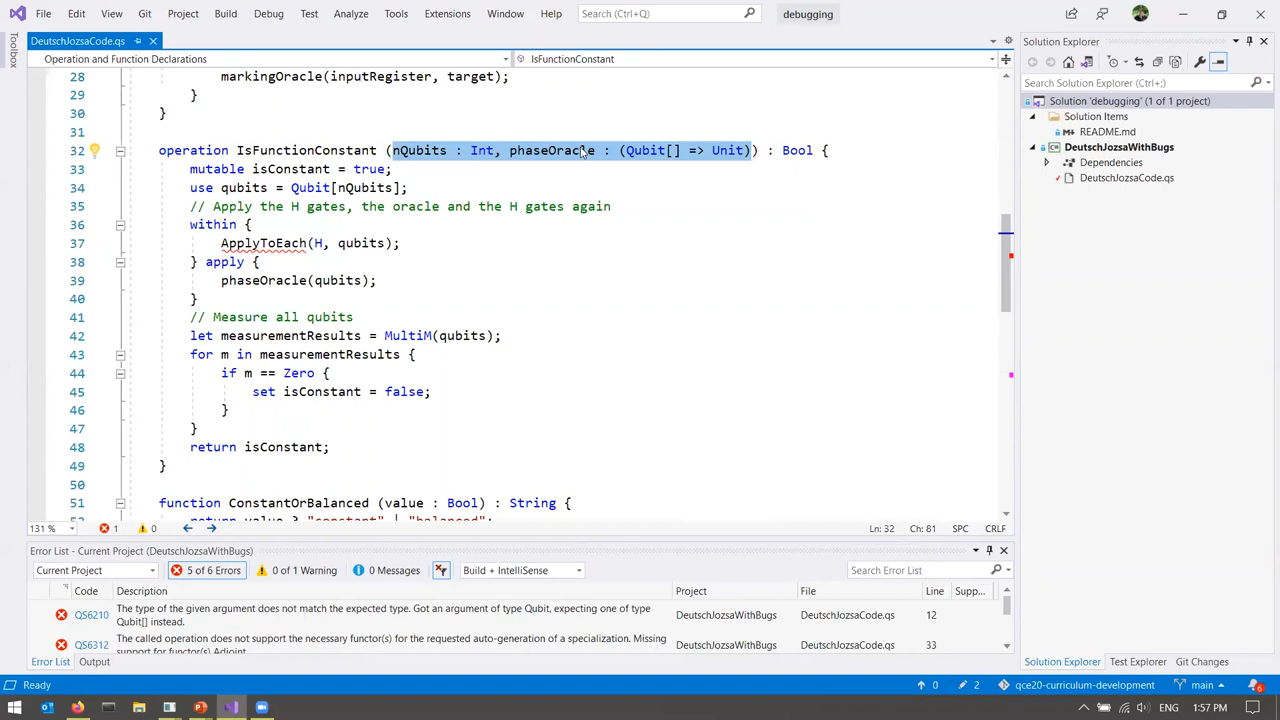 File Edit View Git Project Build Debug Test Analyze Tools Extensions Window Help Search (Ctrl+Q) debugging
Toolbox
DeutschJozsaCode.qs
Operation and Function Declarations IsFunctionConstant
28 markingOracle(inputRegister, target);
29 }
30 }
31
32 operation IsFunctionConstant (nQubits : Int, phaseOracle : (Qubit[] => Unit)) : Bool {
33 mutable isConstant = true;
34 use qubits = Qubit[nQubits];
35 // Apply the H gates, the oracle and the H gates again
36 within {
37 ApplyToEach(H, qubits);
38 } apply {
39 phaseOracle(qubits);
40 }
41 // Measure all qubits
42 let measurementResults = MultiM(qubits);
43 for m in measurementResults {
44 if m == Zero {
45 set isConstant = false;
46 }
47 }
48 return isConstant;
49 }
50
51 function ConstantOrBalanced (value : Bool) : String {
return value ? "constant" | "balanced";
131 % 1 0 Ln: 32 Ch: 81 SPC CRLF
Error List - Current Project (DeutschJozsaWithBugs)
Current Project 5 of 6 Errors 0 of 1 Warning 0 Messages Build + IntelliSense Search Error List
Code Description Project File Line Supp...
QS6210 The type of the given argument does not match the expected type. Got an argument of type Qubit, expecting one of type Qubit[] instead. DeutschJozsaWithBugs DeutschJozsaCode.qs 12
QS6312 The called operation does not support the necessary functor(s) for the requested auto-generation of a specialization. Missing support for functor(s) Adjoint. DeutschJozsaWithBugs DeutschJozsaCode.qs 33
Error List Output
Solution Explorer
Search Solution Explorer (Ctrl+;)
Solution 'debugging' (1 of 1 project)
Solution Items
README.md
DeutschJozsaWithBugs
Dependencies
DeutschJozsaCode.qs
Solution Explorer Test Explorer Git Changes
Ready 0 2 qce20-curriculum-development main 6
ENG 1:57 PM